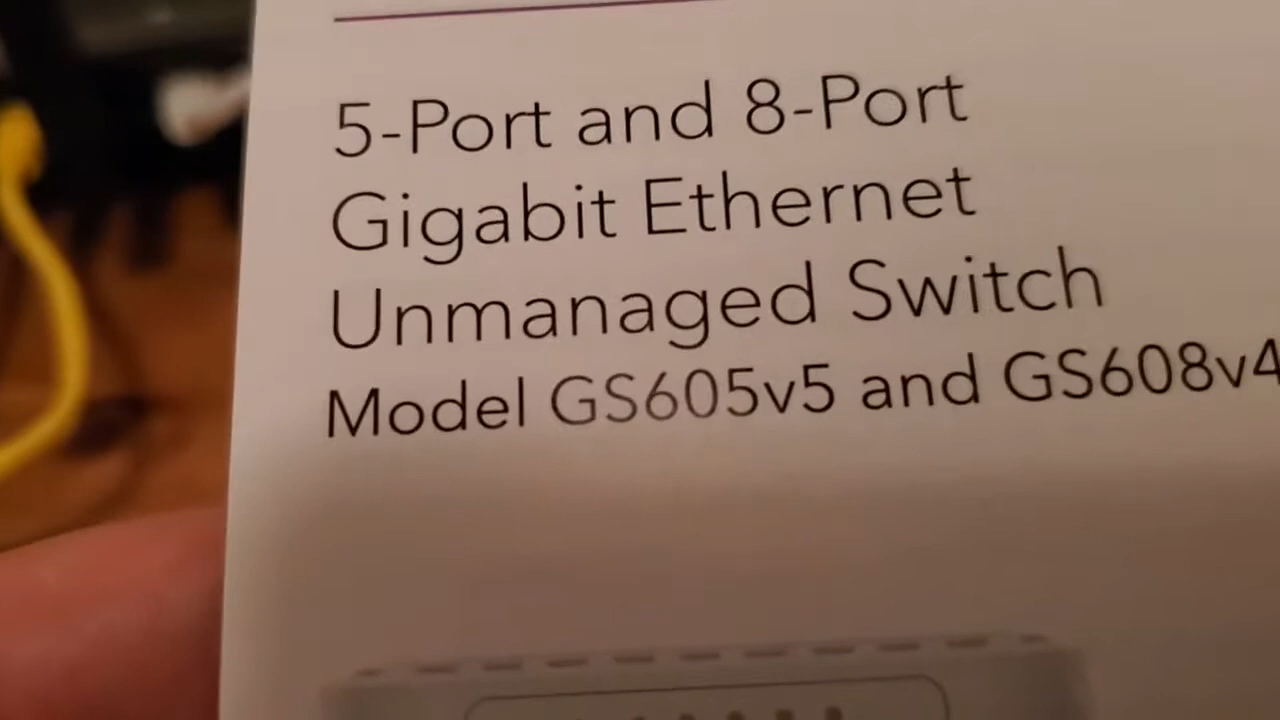 5-Port and 8-Port
Gigabit Ethernet
Unmanaged Switch
Model GS605v5 and GS608v4